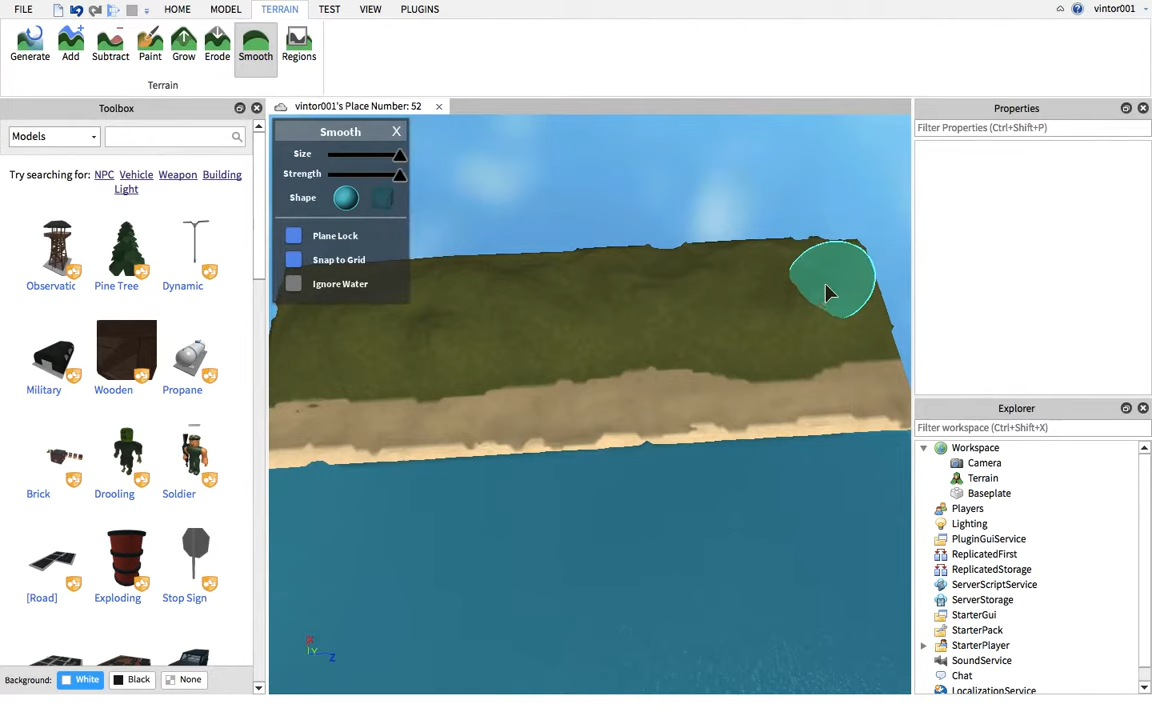 FILE HOME MODEL TERRAIN TEST VIEW PLUGINS vintor001
Generate Add Subtract Paint Grow Erode Smooth Regions
Terrain
Toolbox
vintor001's Place Number: 52
Properties
Models
Filter Properties (Ctrl+Shift+P)
Try searching for: NPC Vehicle Weapon Building
Light
Observatic Pine Tree Dynamic
Military Wooden Propane
Brick Drooling Soldier
[Road] Exploding Stop Sign
Background: White Black None
Smooth X
Size
Strength
Shape
Plane Lock
Snap to Grid
Ignore Water
Z
Explorer
Filter workspace (Ctrl+Shift+X)
Workspace
Camera
Terrain
Baseplate
Players
Lighting
PluginGuiService
ReplicatedFirst
ReplicatedStorage
ServerScriptService
ServerStorage
StarterGui
StarterPack
StarterPlayer
SoundService
Chat
LocalizationService